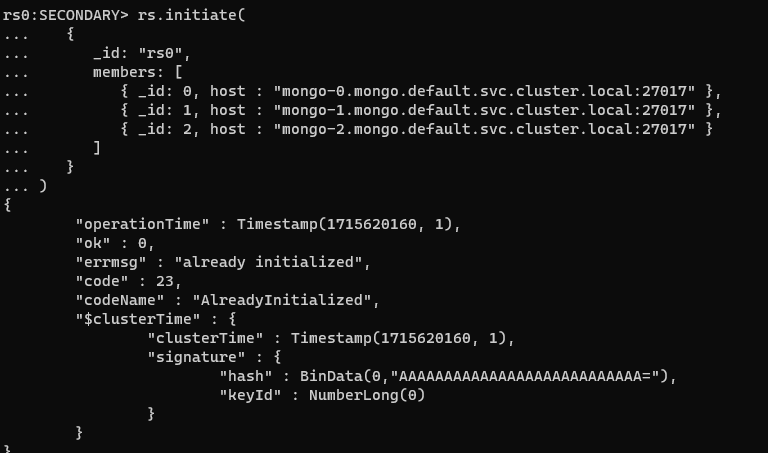 rs0:SECONDARY> rs.initiate(
...    {
...       _id: "rs0",
...       members: [
...          { _id: 0, host : "mongo-0.mongo.default.svc.cluster.local:27017" },
...          { _id: 1, host : "mongo-1.mongo.default.svc.cluster.local:27017" },
...          { _id: 2, host : "mongo-2.mongo.default.svc.cluster.local:27017" }
...       ]
...    }
... )
{
        "operationTime" : Timestamp(1715620160, 1),
        "ok" : 0,
        "errmsg" : "already initialized",
        "code" : 23,
        "codeName" : "AlreadyInitialized",
        "$clusterTime" : {
                "clusterTime" : Timestamp(1715620160, 1),
                "signature" : {
                        "hash" : BinData(0,"AAAAAAAAAAAAAAAAAAAAAAAAAAA="),
                        "keyId" : NumberLong(0)
                }
        }
}